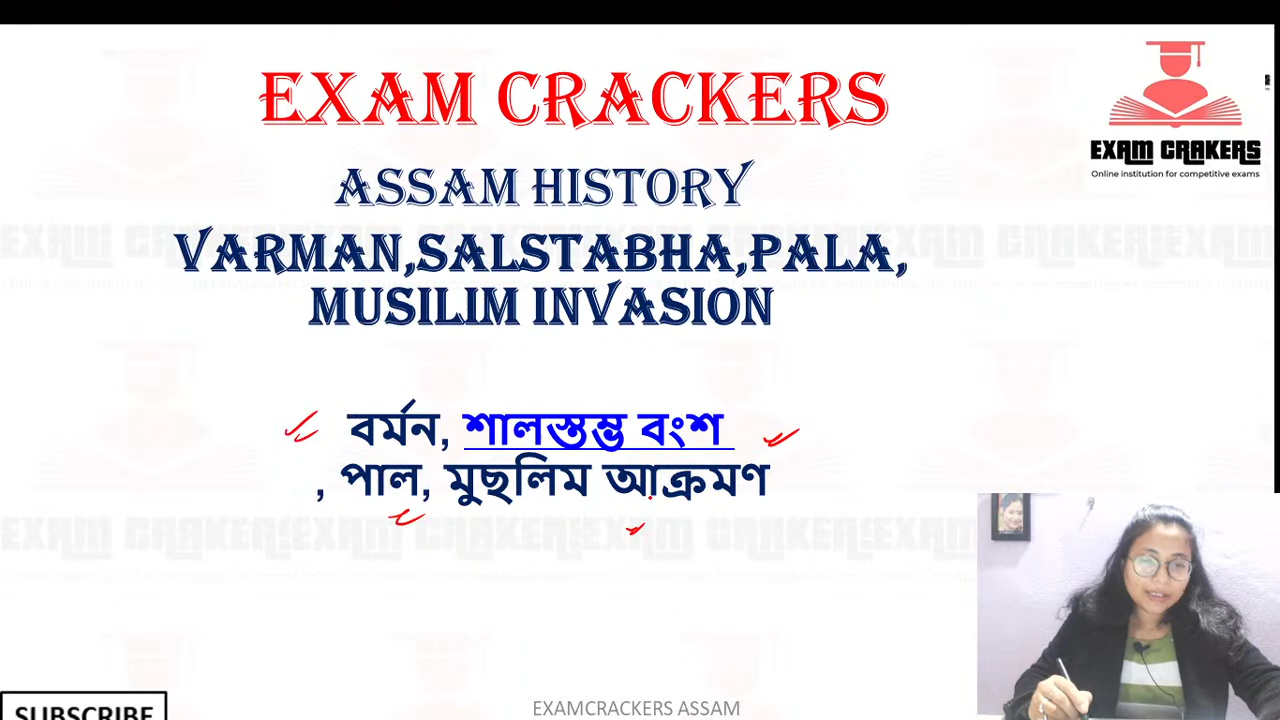 EXAM CRACKERS
EXAM CRAKERS
Online institution for competitive exams
ASSAM HISTORY
VARMAN,SALSTABHA,PALA,
MUSILIM INVASION
বৰ্মন, শালস্তম্ভ বংশ
, পাল, মুছলিম আক্ৰমণ
SUBSCRIBE
EXAMCRACKERS ASSAM